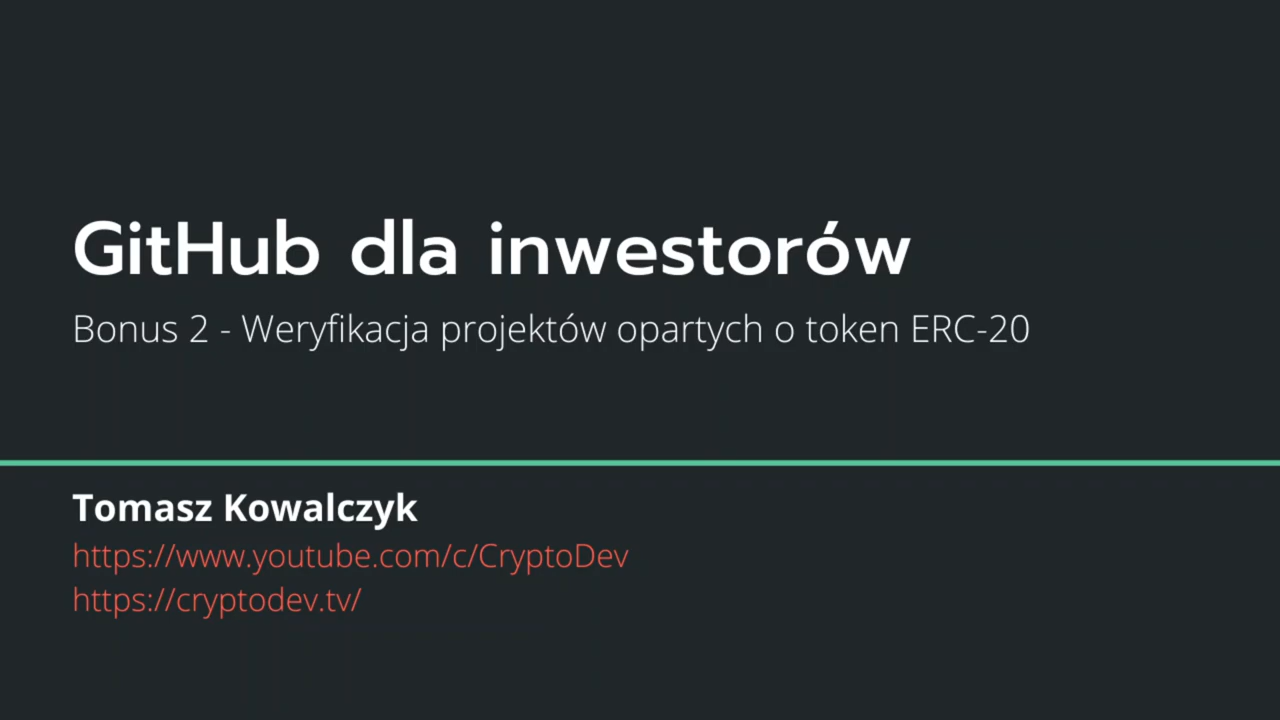 GitHub dla inwestorów
Bonus 2 - Weryfikacja projektów opartych o token ERC-20
Tomasz Kowalczyk
https://www.youtube.com/c/CryptoDev
https://cryptodev.tv/